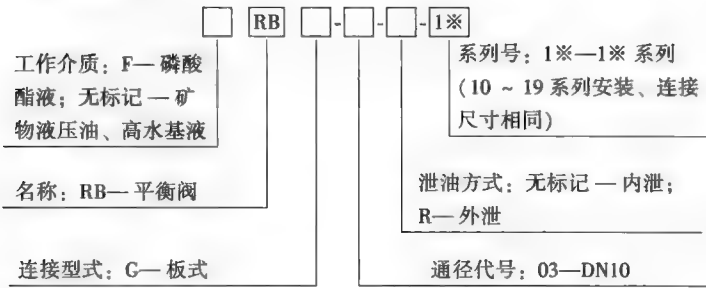 □ RB □-□-□-1※
工作介质：F—磷酸
酯液；无标记—矿
物液压油、高水基液
系列号：1※—1※ 系列
(10 ~ 19 系列安装、连接
尺寸相同)
名称：RB—平衡阀
泄油方式：无标记—内泄；
R—外泄
连接型式：G—板式
通径代号：03—DN10